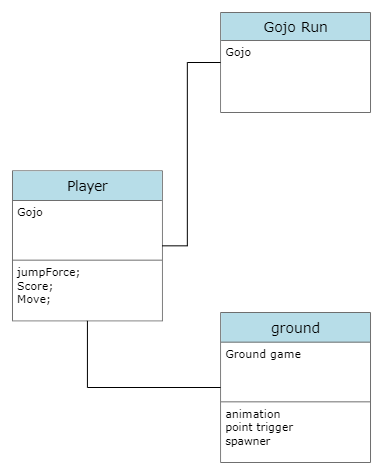 Gojo Run
Gojo
Player
Gojo
jumpForce;
Score;
Move;
ground
Ground game
animation
point trigger
spawner